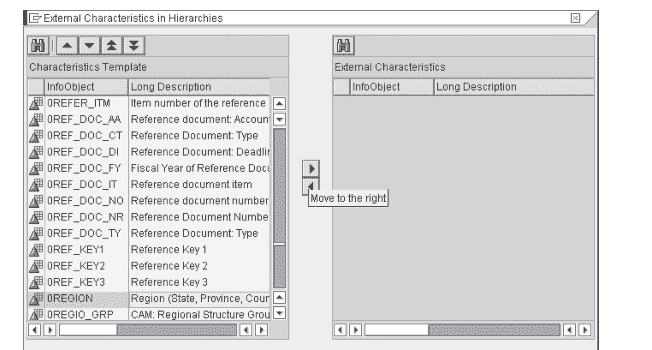 External Characteristics in Hierarchies
Characteristics Template
InfoObject Long Description
0REFER_ITM Item number of the reference
0REF_DOC_AA Reference document: Accoun
0REF_DOC_CT Reference Document: Type
0REF_DOC_DI Reference Document: Deadlin
0REF_DOC_FY Fiscal Year of Reference Docu
0REF_DOC_IT Reference document item
0REF_DOC_NO Reference document number
0REF_DOC_NR Reference Document Numbe
0REF_DOC_TY Reference Document: Type
0REF_KEY1 Reference Key 1
0REF_KEY2 Reference Key 2
0REF_KEY3 Reference Key 3
0REGION Region (State, Province, Coun
0REGIO_GRP CAM: Regional Structure Grou
Move to the right
External Characteristics
InfoObject Long Description